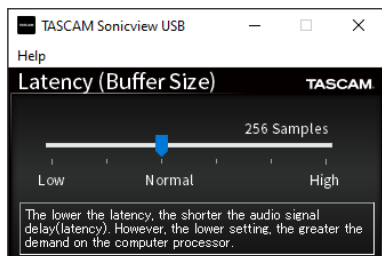 TASCAM Sonicview USB
Help
Latency (Buffer Size)
TASCAM
256 Samples
Low Normal High
The lower the latency, the shorter the audio signal
delay(latency). However, the lower setting, the greater the
demand on the computer processor.